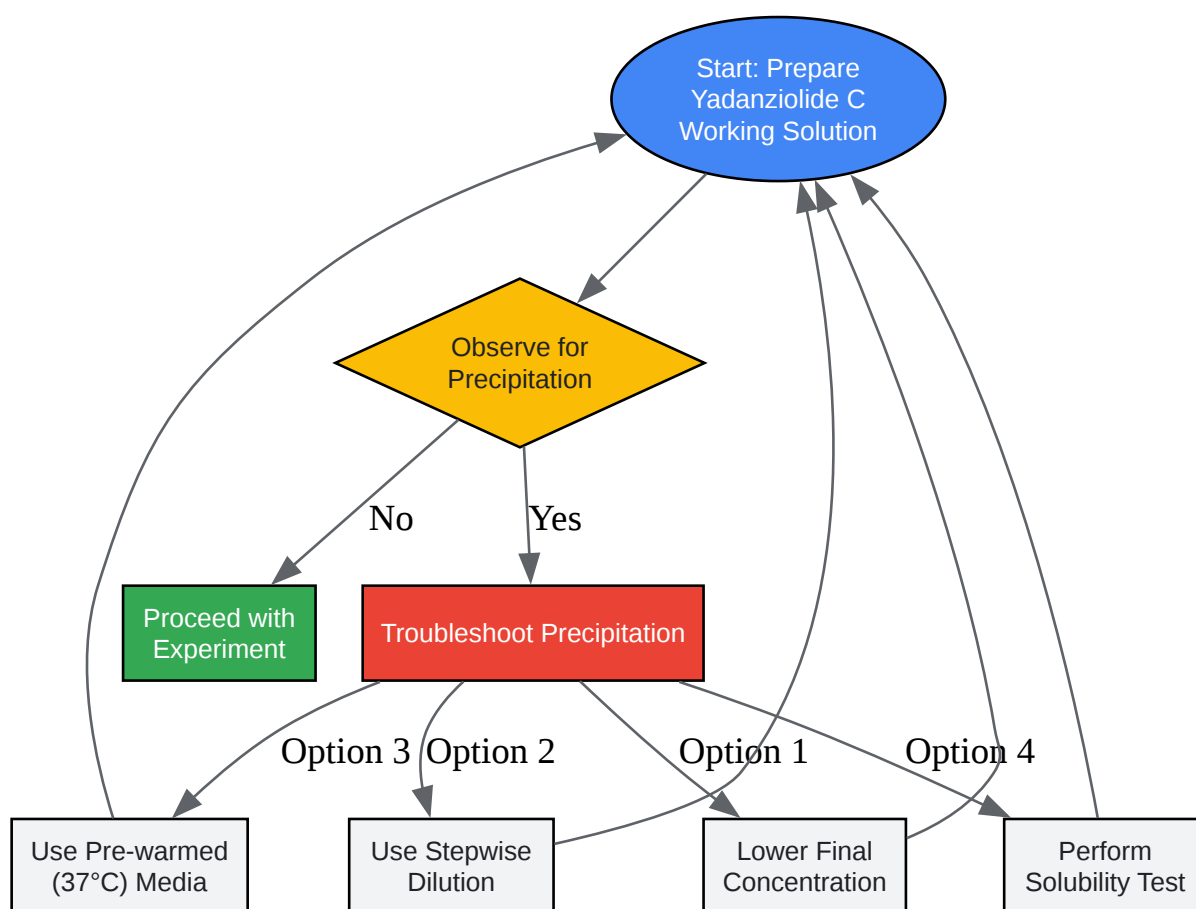 Start: Prepare
Yadanziolide C
Working Solution
Observe for
Precipitation
No
Yes
Proceed with
Experiment
Troubleshoot Precipitation
Option 3
Option 2
Option 1
Option 4
Use Pre-warmed
(37°C) Media
Use Stepwise
Dilution
Lower Final
Concentration
Perform
Solubility Test